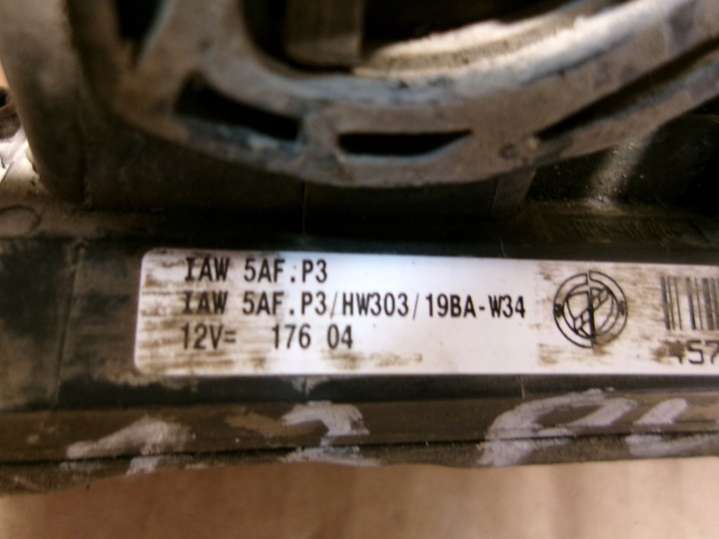 IAW 5AF.P3
IAW 5AF.P3/HW303/19BA-W34
12V= 176 04